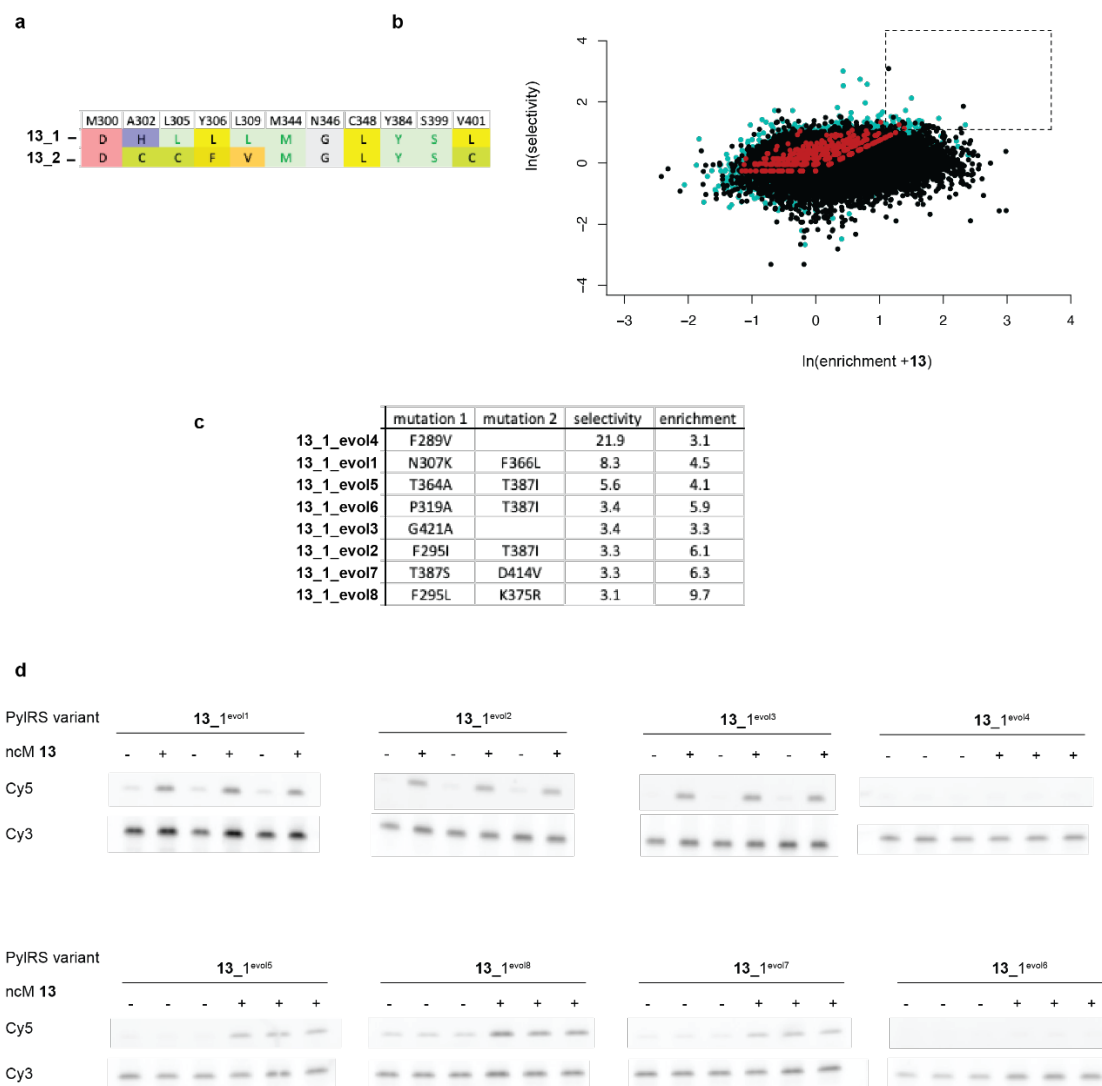 a
b
M300 A302 L305 Y306 L309 M344 N346 C348 Y384 S399 V401
13_1 – D H L L L M G L Y S L
13_2 – D C C F V M G L Y S C
ln(selectivity)
4
2
0
−2
−4
−3 −2 −1 0 1 2 3 4
ln(enrichment +13)
c
mutation 1 mutation 2 selectivity enrichment
13_1_evol4 F289V 21.9 3.1
13_1_evol1 N307K F366L 8.3 4.5
13_1_evol5 T364A T387I 5.6 4.1
13_1_evol6 P319A T387I 3.4 5.9
13_1_evol3 G421A 3.4 3.3
13_1_evol2 F295I T387I 3.3 6.1
13_1_evol7 T387S D414V 3.3 6.3
13_1_evol8 F295L K375R 3.1 9.7
d
PylRS variant 13_1evol1 13_1evol2 13_1evol3 13_1evol4
ncM 13 - + - + - + - + - + - + - + - + - + - - - + + +
Cy5
Cy3
PylRS variant 13_1evol5 13_1evol8 13_1evol7 13_1evol6
ncM 13 - - - + + + - - - + + + - - - + + + - - - + + +
Cy5
Cy3